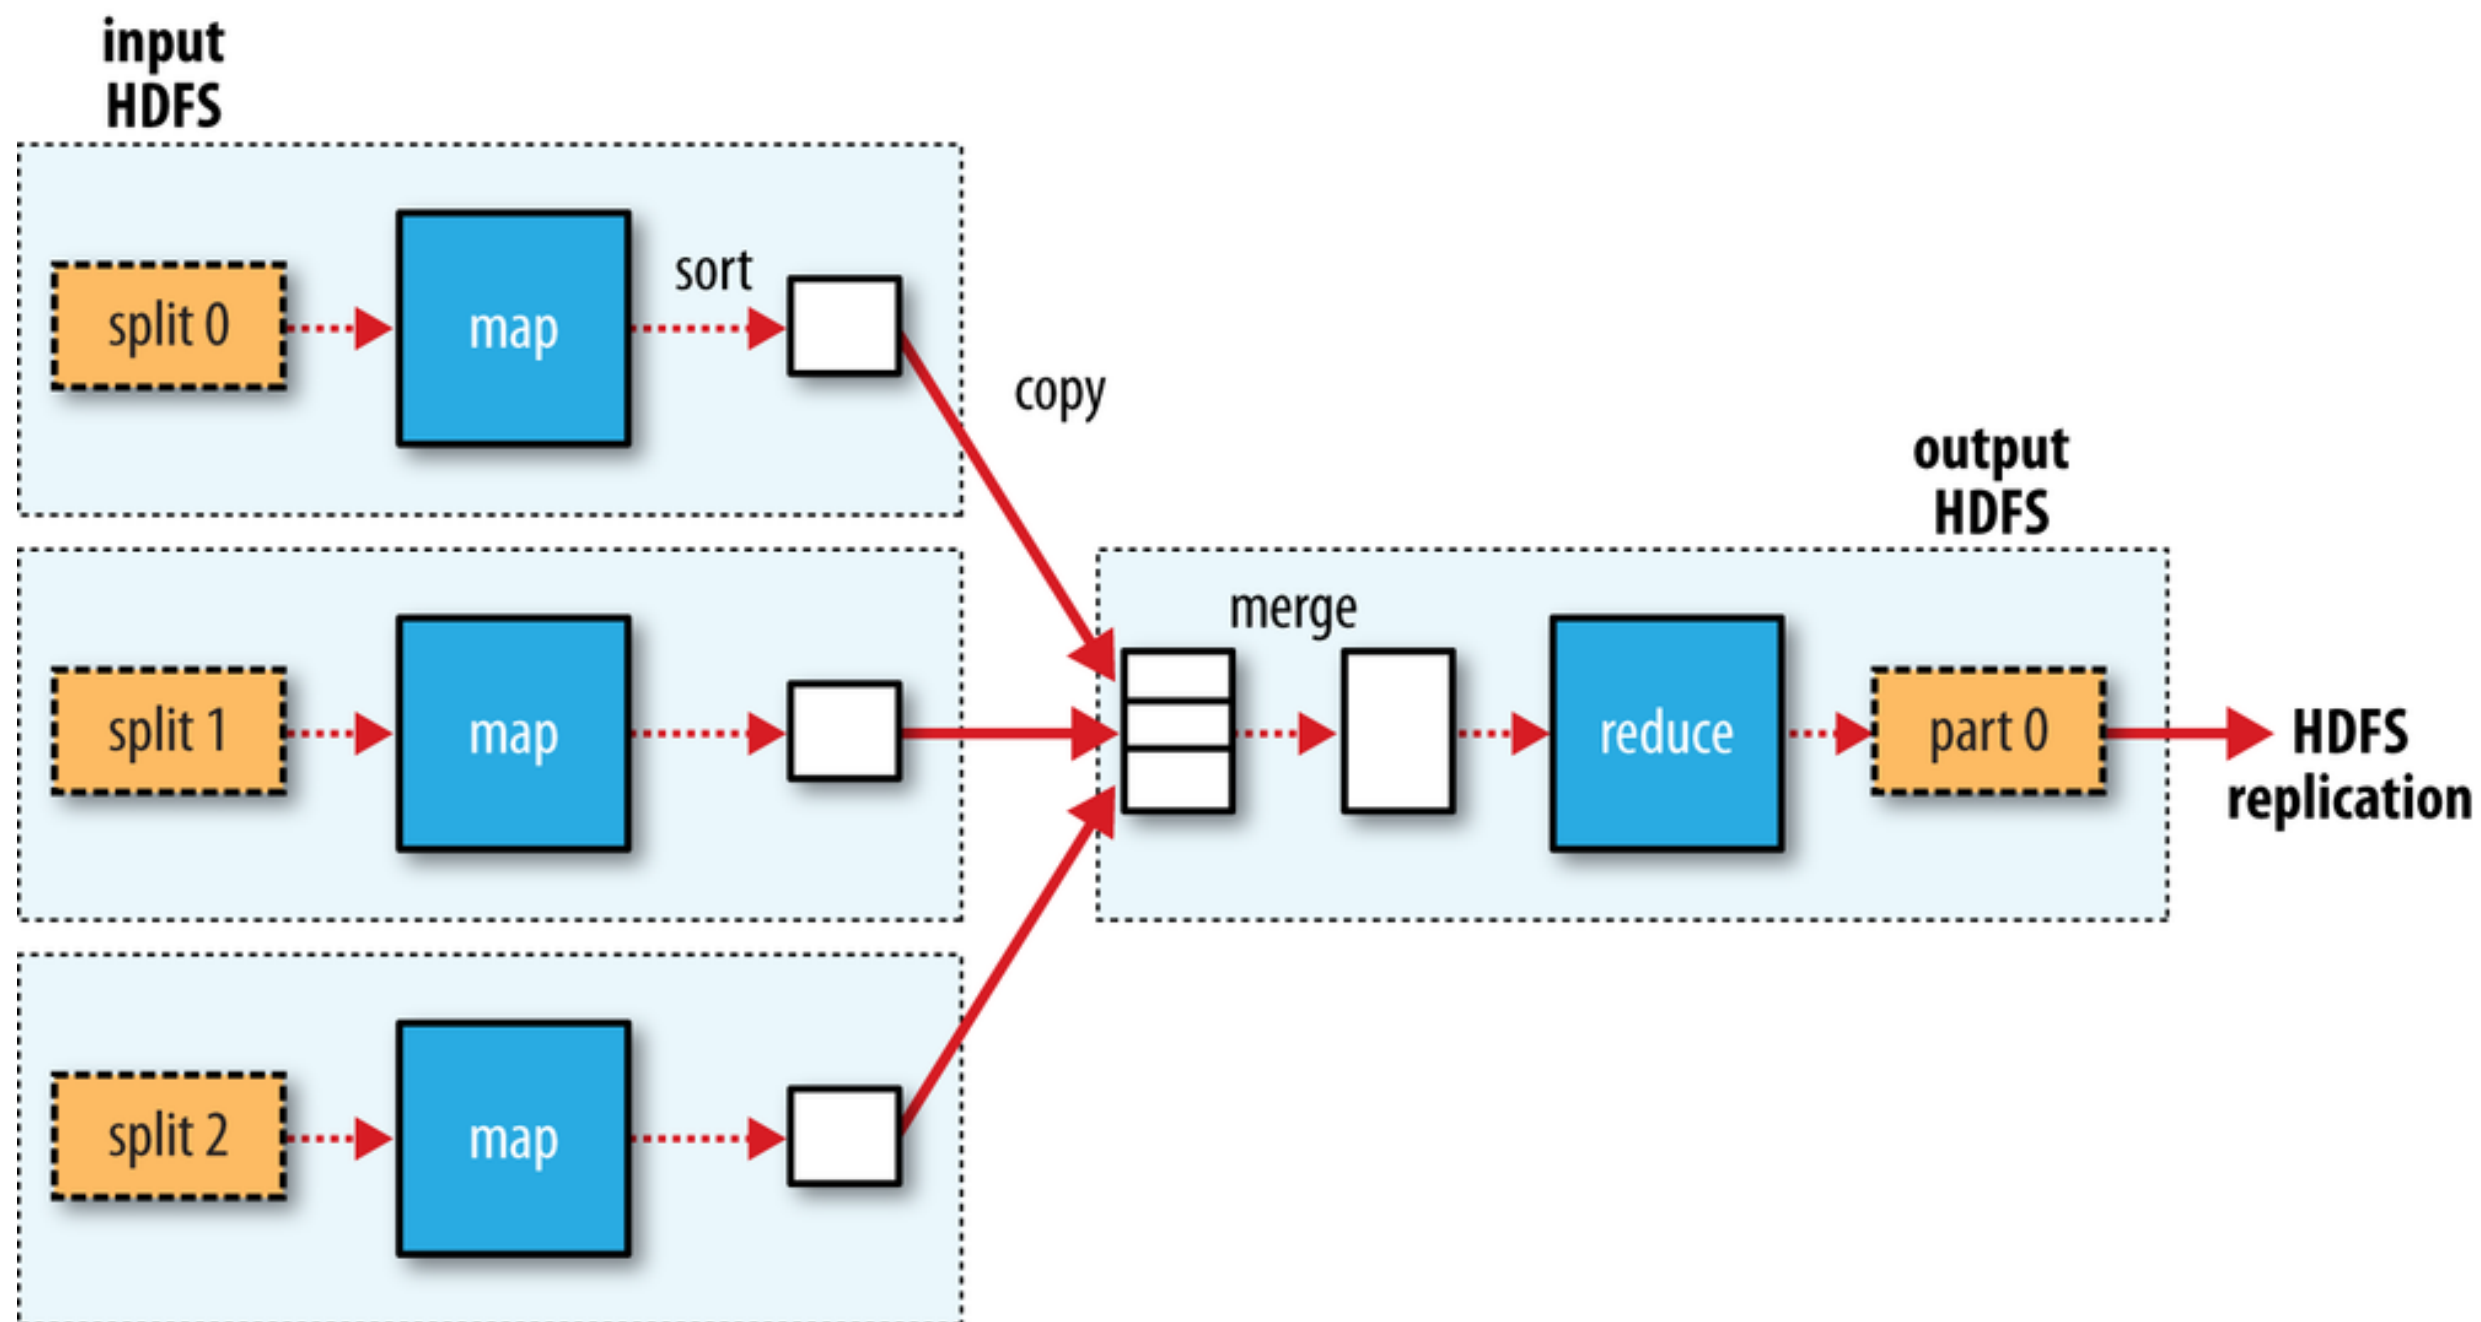 input
HDFS
split 0
map
sort
copy
split 1
map
split 2
map
output
HDFS
merge
reduce
part 0
HDFS
replication